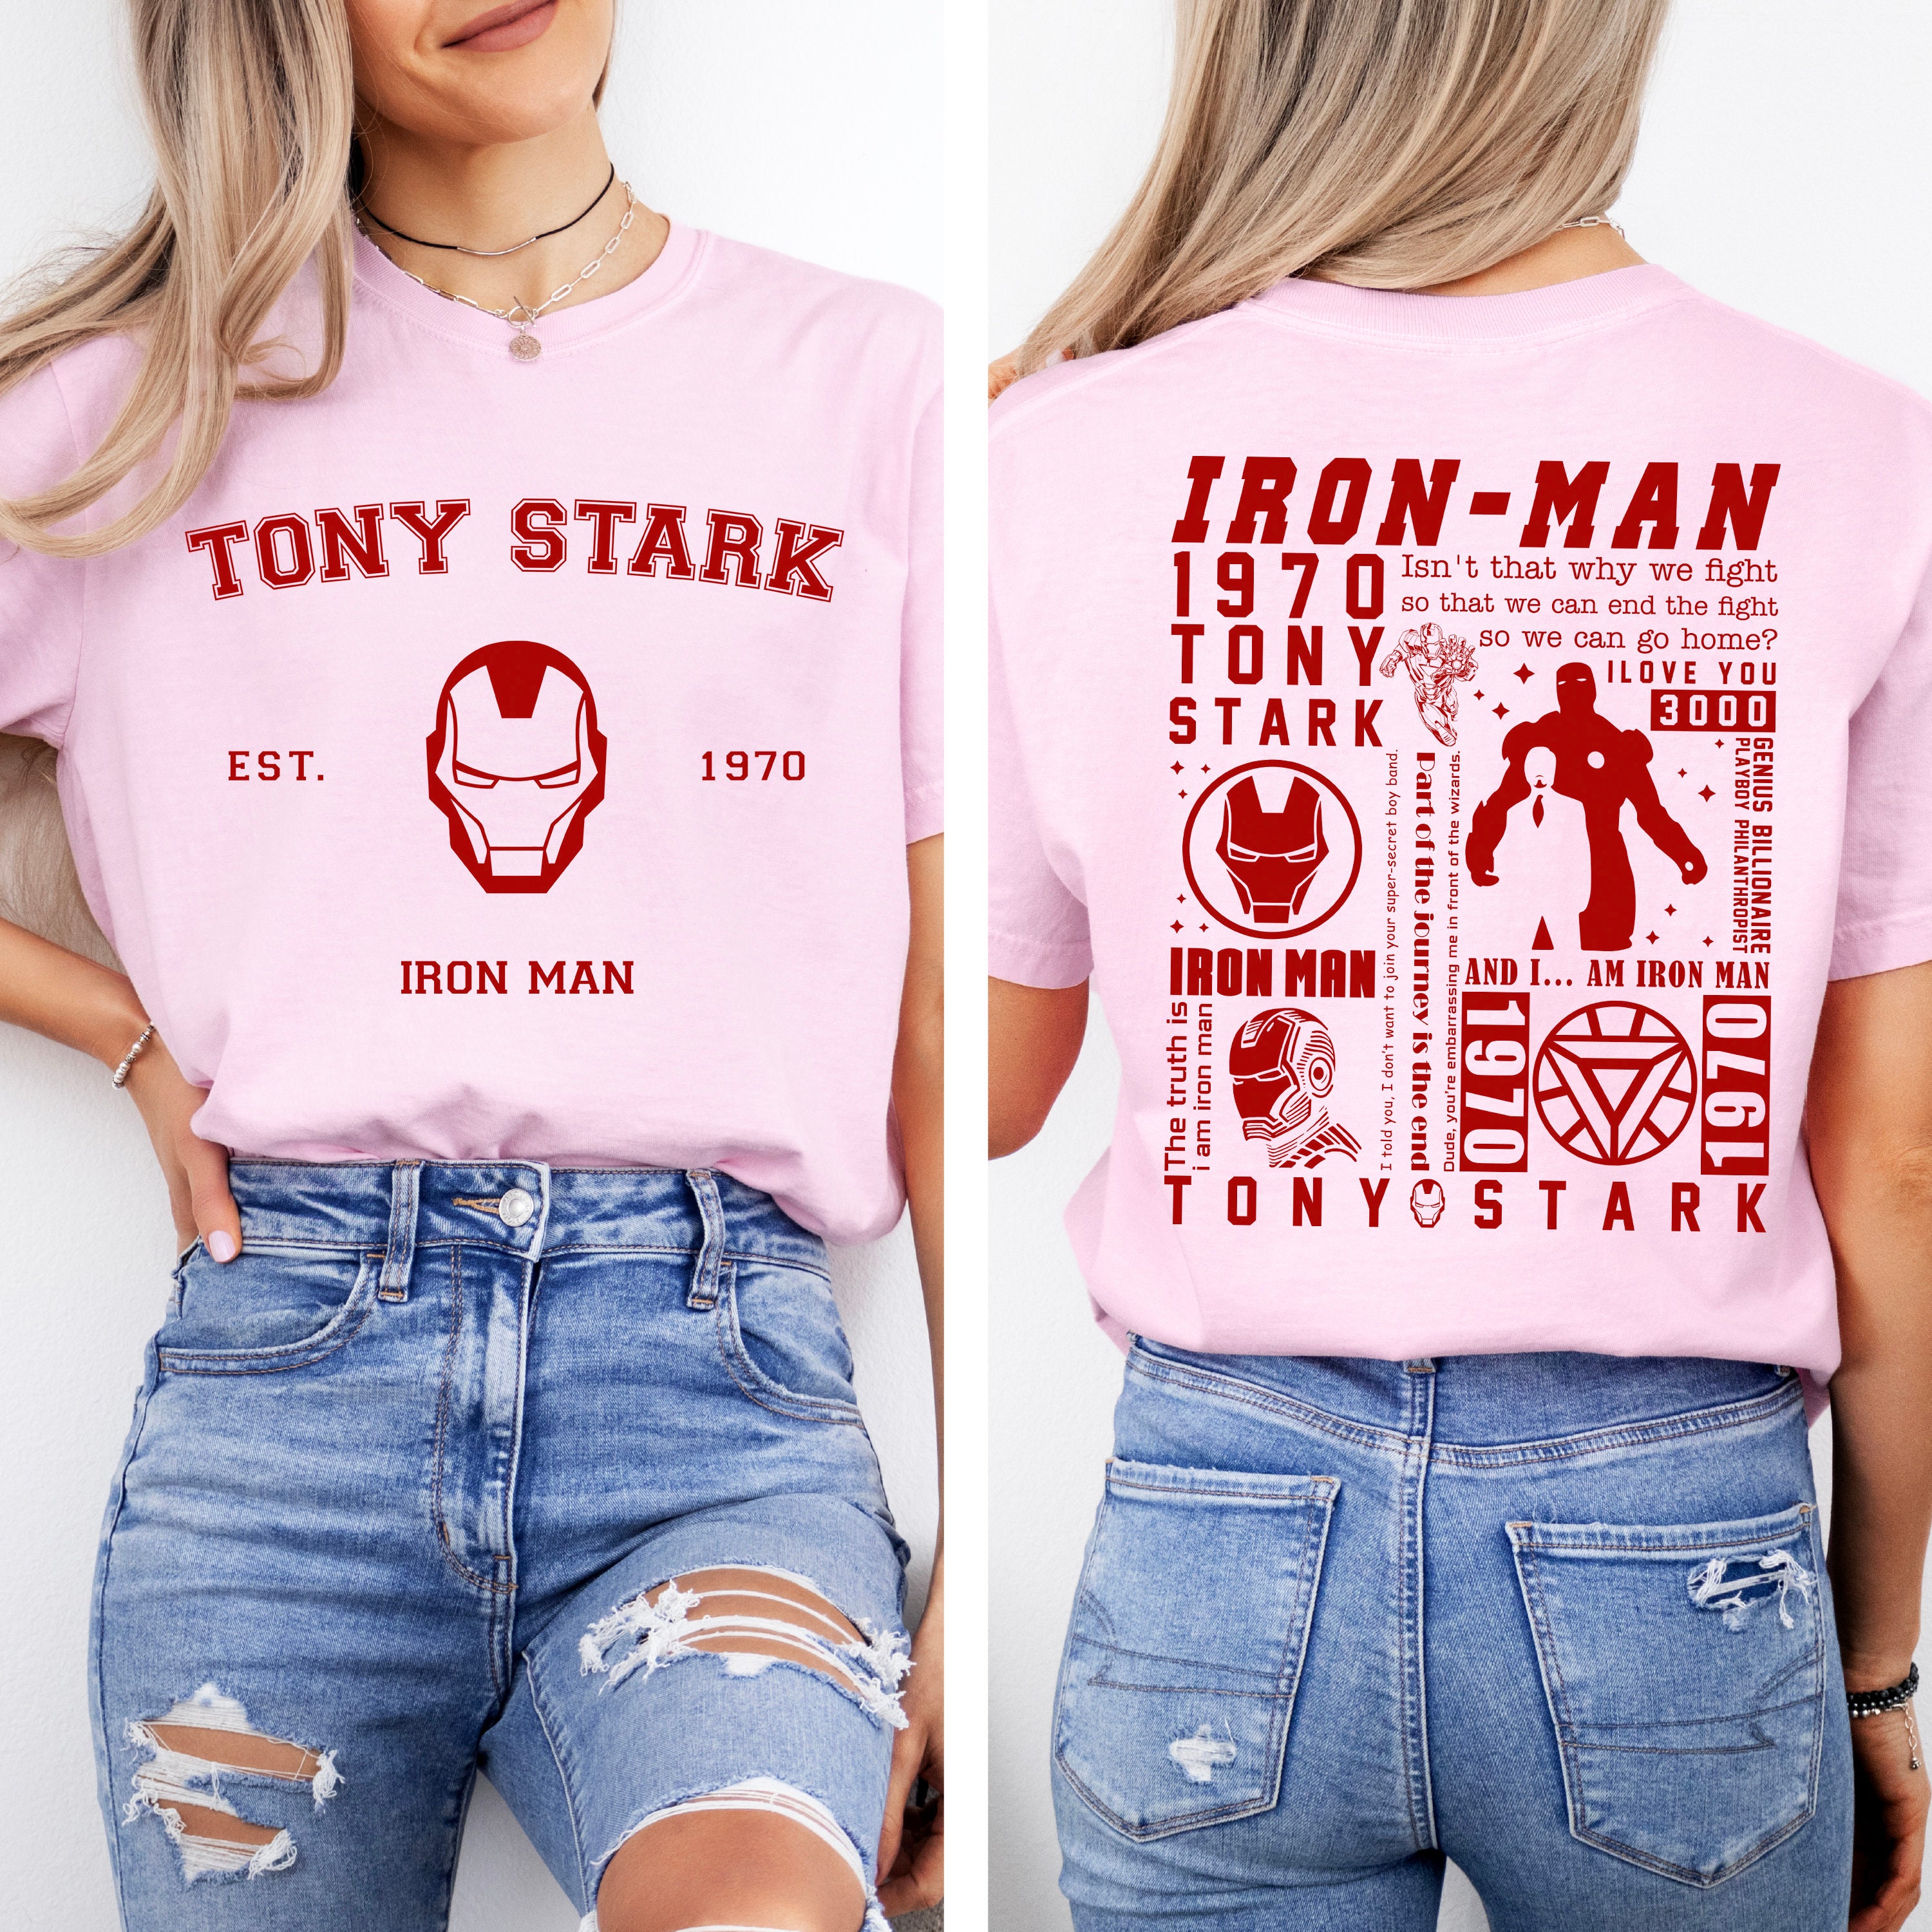 TONY STARK
EST.
1970
IRON MAN
IRON-MAN
1970
Isn't that why we fight
so that we can end the fight
so we can go home?
TONY
STARK
I LOVE YOU
3000
GENIUS BILLIONAIRE
PLAYBOY PHILANTHROPIST
I told you, I don't want to join your super-secret boy band.
Part of the journey is the end
Dude, you're embarrassing me in front of the wizards.
IRON MAN
AND I... AM IRON MAN
The truth is
i am iron man
1970
1970
TONY STARK